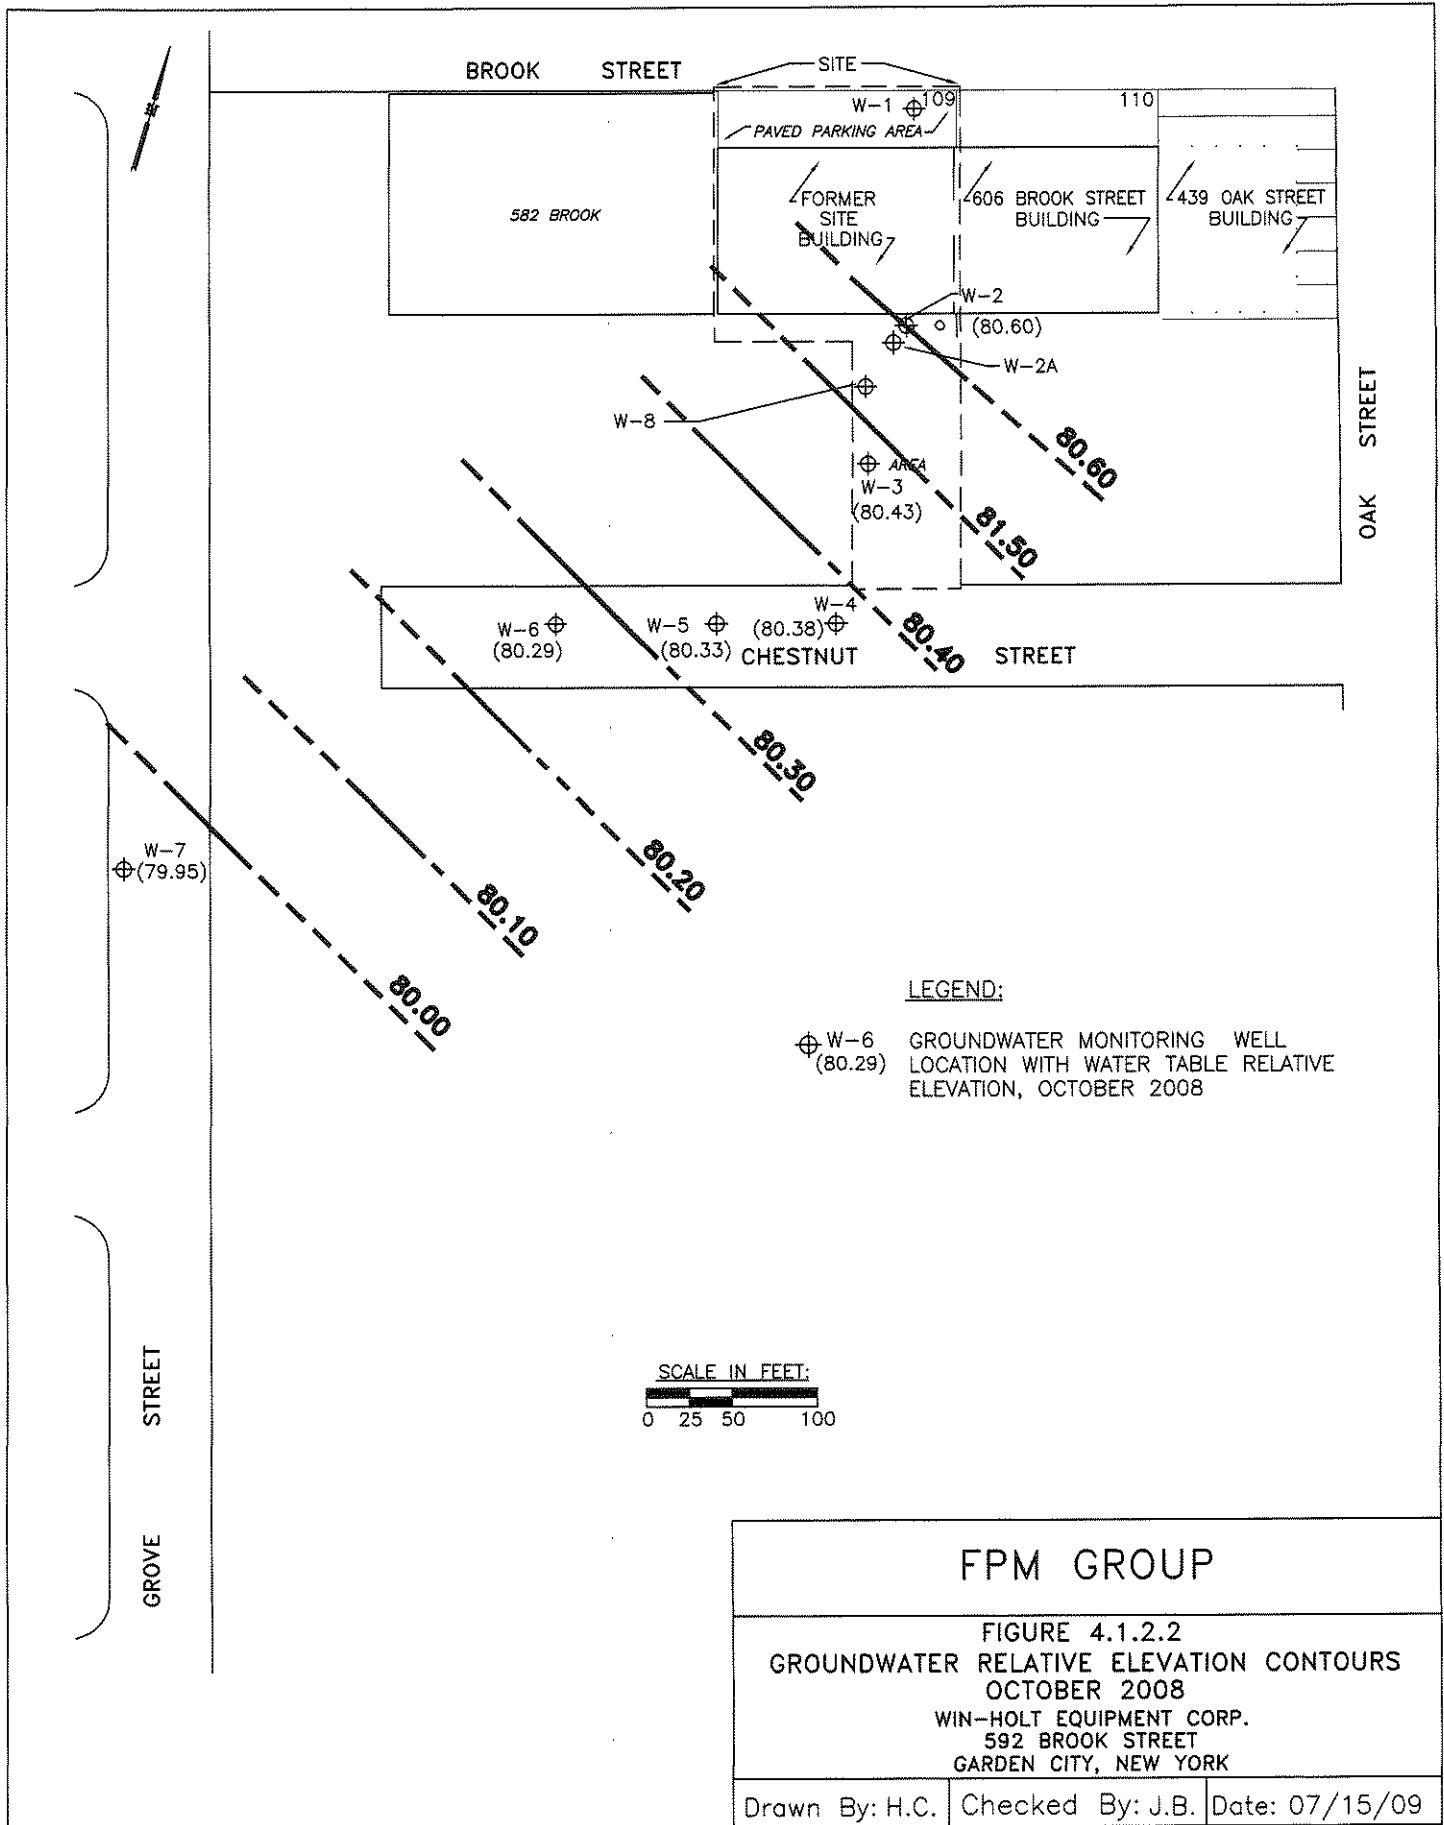 BROOK STREET
SITE
W-1
109
110
PAVED PARKING AREA
582 BROOK
FORMER
SITE
BUILDING
606 BROOK STREET
BUILDING
439 OAK STREET
BUILDING
W-2
(80.60)
W-2A
W-8
AREA
W-3
(80.43)
80.60
81.50
OAK STREET
W-4
(80.38)
W-5
(80.33)
W-6
(80.29)
CHESTNUT STREET
80.40
80.30
80.20
80.10
80.00
W-7
(79.95)
LEGEND:
W-6
(80.29)
GROUNDWATER MONITORING WELL
LOCATION WITH WATER TABLE RELATIVE
ELEVATION, OCTOBER 2008
SCALE IN FEET:
0 25 50 100
GROVE STREET
FPM GROUP
FIGURE 4.1.2.2
GROUNDWATER RELATIVE ELEVATION CONTOURS
OCTOBER 2008
WIN-HOLT EQUIPMENT CORP.
592 BROOK STREET
GARDEN CITY, NEW YORK
Drawn By: H.C. Checked By: J.B. Date: 07/15/09